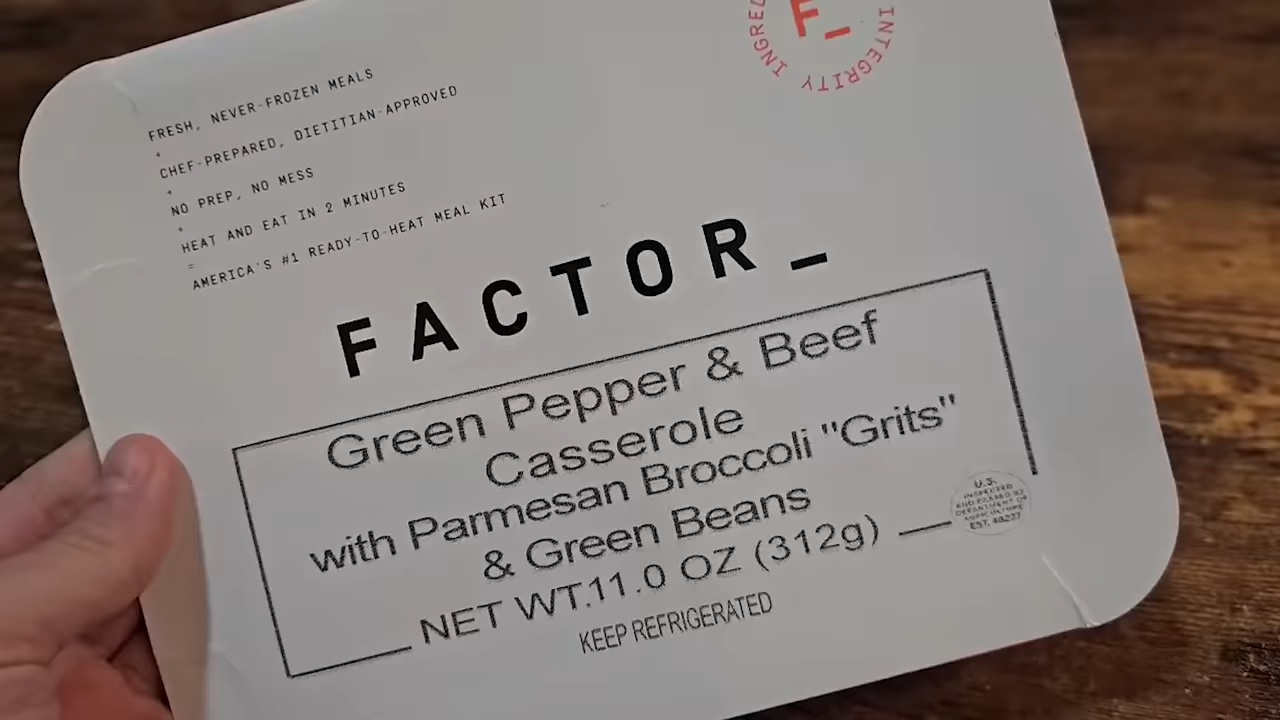 FRESH, NEVER-FROZEN MEALS
+
CHEF-PREPARED, DIETITIAN-APPROVED
+
NO PREP, NO MESS
+
HEAT AND EAT IN 2 MINUTES
=
AMERICA'S #1 READY-TO-HEAT MEAL KIT
F_
INGRED
INTEGRITY
FACTOR_
Green Pepper & Beef
Casserole
with Parmesan Broccoli "Grits"
& Green Beans
NET WT.11.0 OZ (312g)
KEEP REFRIGERATED
U.S.
INSPECTED
AND PASSED BY
DEPARTMENT OF
AGRICULTURE